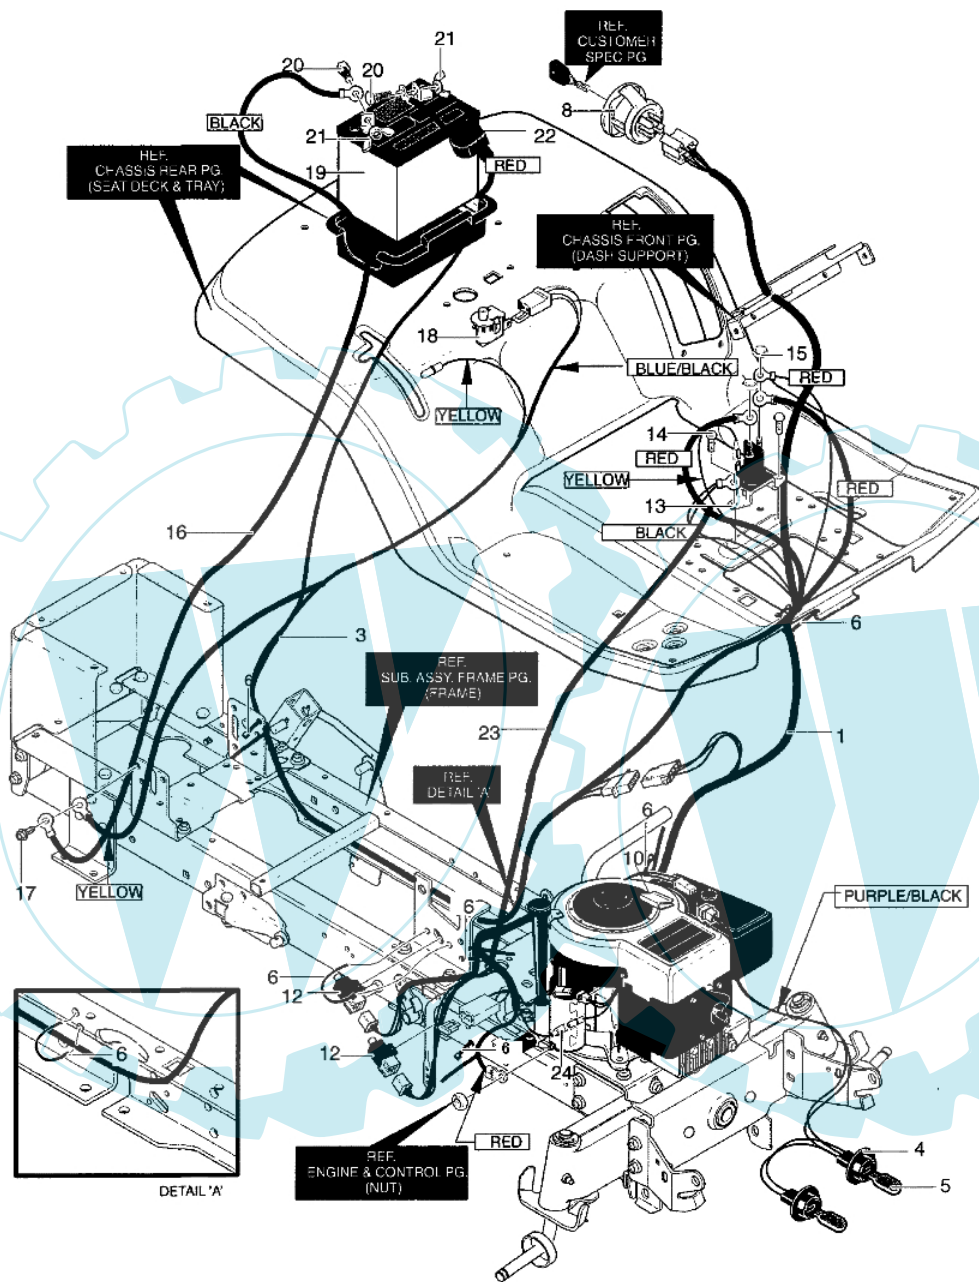 REF.
CUSTOMER
SPEC PG
21
20
20
8
BLACK
21
22
RED
19
REF.
CHASSIS REAR PG.
(SEAT DECK & TRAY)
REF.
CHASSIS FRONT PG.
(DASH SUPPORT)
18
15
BLUE/BLACK
RED
YELLOW
14
RED
YELLOW
RED
13
16
BLACK
3
6
REF.
SUB. ASSY. FRAME PG.
(FRAME)
6
23
1
REF.
DETAIL 'A'
6
10
17
YELLOW
PURPLE/BLACK
6
6
12
12
6
6
24
RED
4
REF.
ENGINE & CONTROL PG.
(NUT)
5
DETAIL 'A'